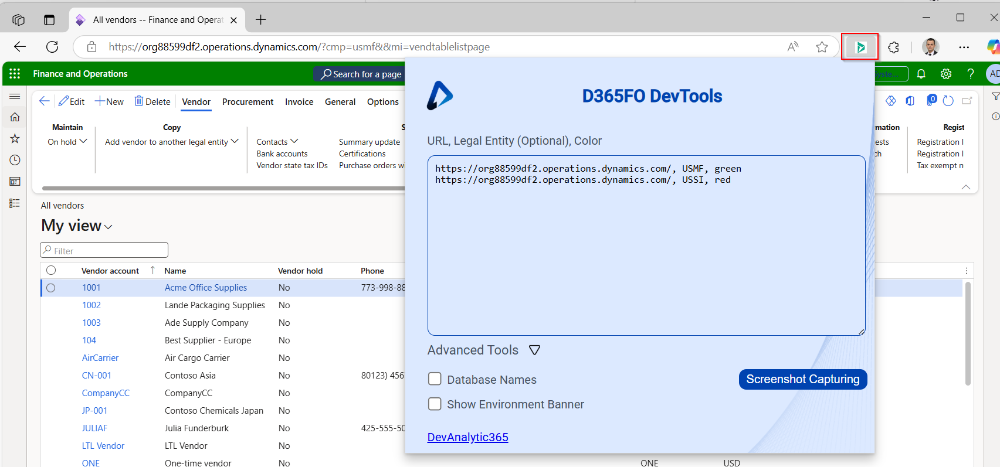 All vendors -- Finance and Operat
https://org88599df2.operations.dynamics.com/?cmp=usmf&&mi=vendtablelistpage
Finance and Operations
Search for a page
Syste...
AD
Edit New Delete Vendor Procurement Invoice General Options
0
Maintain Copy S
On hold Add vendor to another legal entity
Contacts Summary update
Bank accounts Certifications
Vendor state tax IDs Purchase orders w
mation Regist
ests Registration I
ch Registration I
Tax exempt n
D365FO DevTools
URL, Legal Entity (Optional), Color
https://org88599df2.operations.dynamics.com/, USMF, green
https://org88599df2.operations.dynamics.com/, USSI, red
Advanced Tools
Database Names
Screenshot Capturing
Show Environment Banner
DevAnalytic365
All vendors
My view
Filter
Vendor account Name Vendor hold Phone
1001 Acme Office Supplies No 773-998-88
1002 Lande Packaging Supplies No
1003 Ade Supply Company No
104 Best Supplier - Europe No
AirCarrier Air Cargo Carrier No
CN-001 Contoso Asia No 80123) 456
CompanyCC CompanyCC No
JP-001 Contoso Chemicals Japan No
JULIAF Julia Funderburk No 425-555-50
LTL Vendor LTL Vendor No
ONE One-time vendor No ONE USD